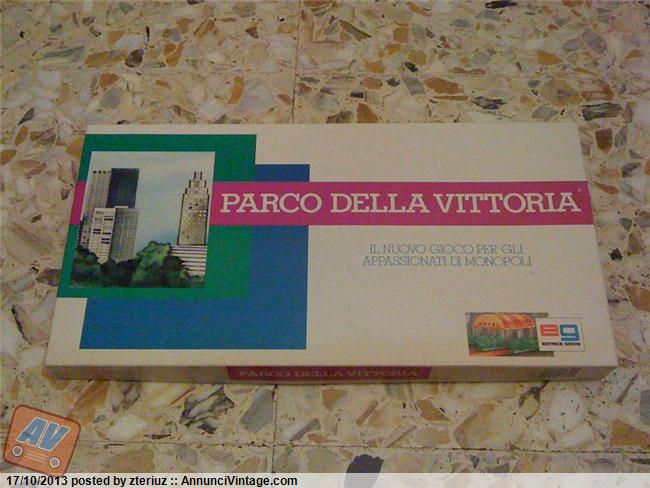 PARCO DELLA VITTORIA
IL NUOVO GIOCO PER GLI
APPASSIONATI DI MONOPOLI
HOTEL
eg
EDITRICE GIOCHI
PARCO DELLA VITTORIA
AV
17/10/2013 posted by zteriuz :: AnnunciVintage.com